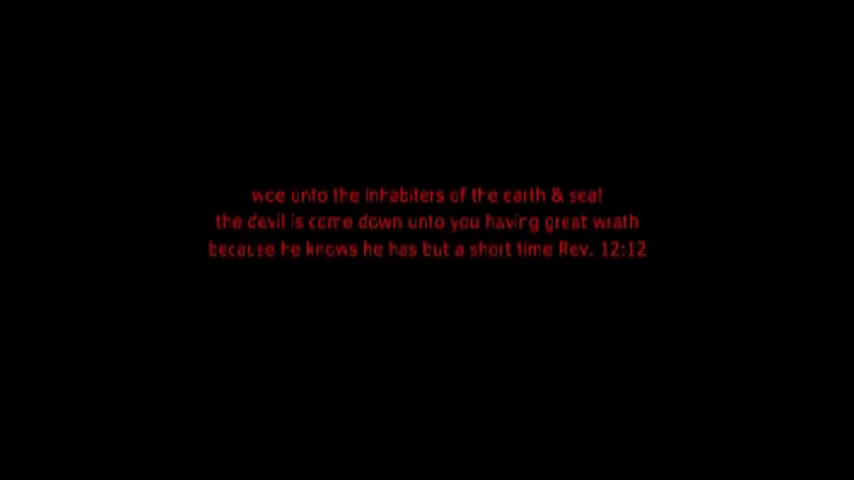 woe unto the inhabiters of the earth & sea!
the devil is come down unto you having great wrath
because he knows he has but a short time Rev. 12:12